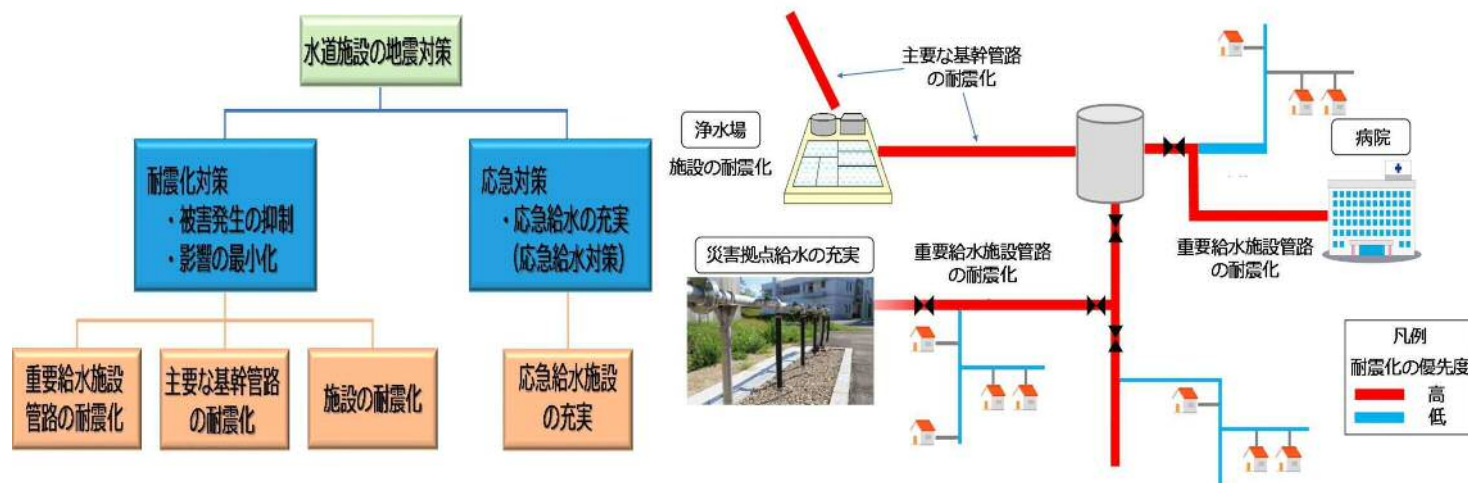 水道施設の地震対策
耐震化対策
・被害発生の抑制
・影響の最小化
応急対策
・応急給水の充実
（応急給水対策）
重要給水施設
管路の耐震化
主要な基幹管路
の耐震化
施設の耐震化
応急給水施設
の充実
主要な基幹管路
の耐震化
浄水場
施設の耐震化
病院
災害拠点給水の充実
重要給水施設管路
の耐震化
重要給水施設管路
の耐震化
凡例
耐震化の優先度
高
低